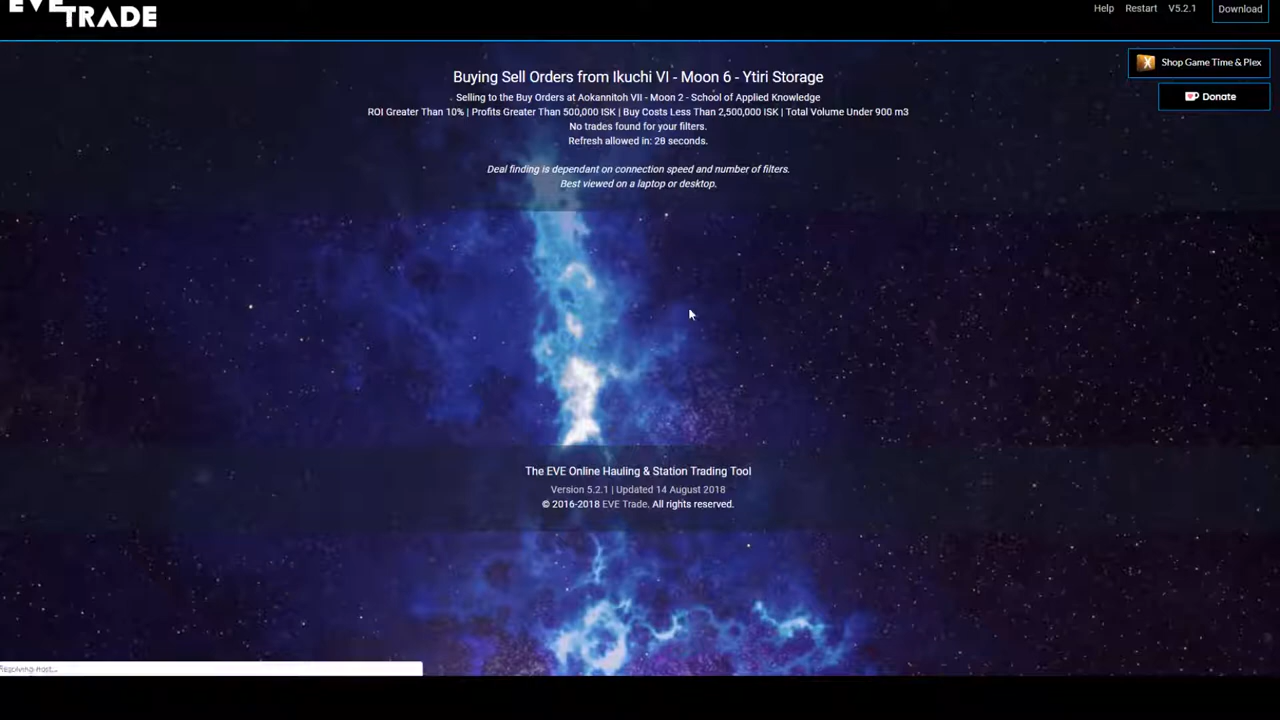 EVE
TRADE
Help Restart V5.2.1 Download
Shop Game Time & Plex
Donate
Buying Sell Orders from Ikuchi VI - Moon 6 - Ytiri Storage
Selling to the Buy Orders at Aokannitoh VII - Moon 2 - School of Applied Knowledge
ROI Greater Than 10% | Profits Greater Than 500,000 ISK | Buy Costs Less Than 2,500,000 ISK | Total Volume Under 900 m3
No trades found for your filters.
Refresh allowed in: 28 seconds.
Deal finding is dependant on connection speed and number of filters.
Best viewed on a laptop or desktop.
The EVE Online Hauling & Station Trading Tool
Version 5.2.1 | Updated 14 August 2018
© 2016-2018 EVE Trade. All rights reserved.
Resolving host...